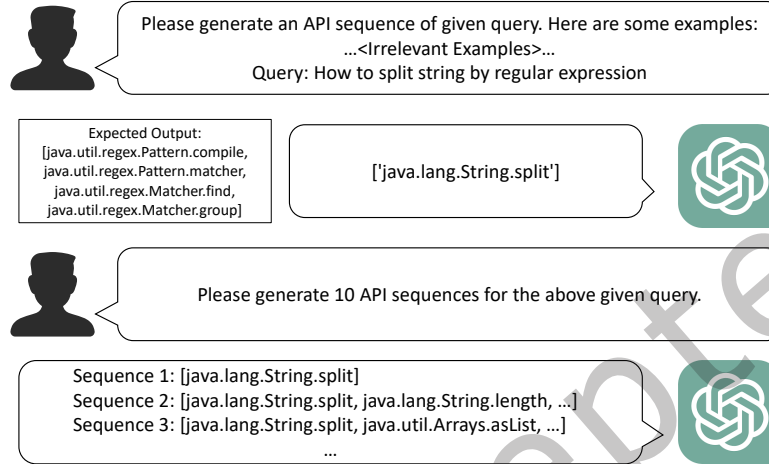 Please generate an API sequence of given query. Here are some examples:
…<Irrelevant Examples>…
Query: How to split string by regular expression
Expected Output:
[java.util.regex.Pattern.compile,
java.util.regex.Pattern.matcher,
java.util.regex.Matcher.find,
java.util.regex.Matcher.group]
['java.lang.String.split']
Please generate 10 API sequences for the above given query.
Sequence 1: [java.lang.String.split]
Sequence 2: [java.lang.String.split, java.lang.String.length, …]
Sequence 3: [java.lang.String.split, java.util.Arrays.asList, …]
…